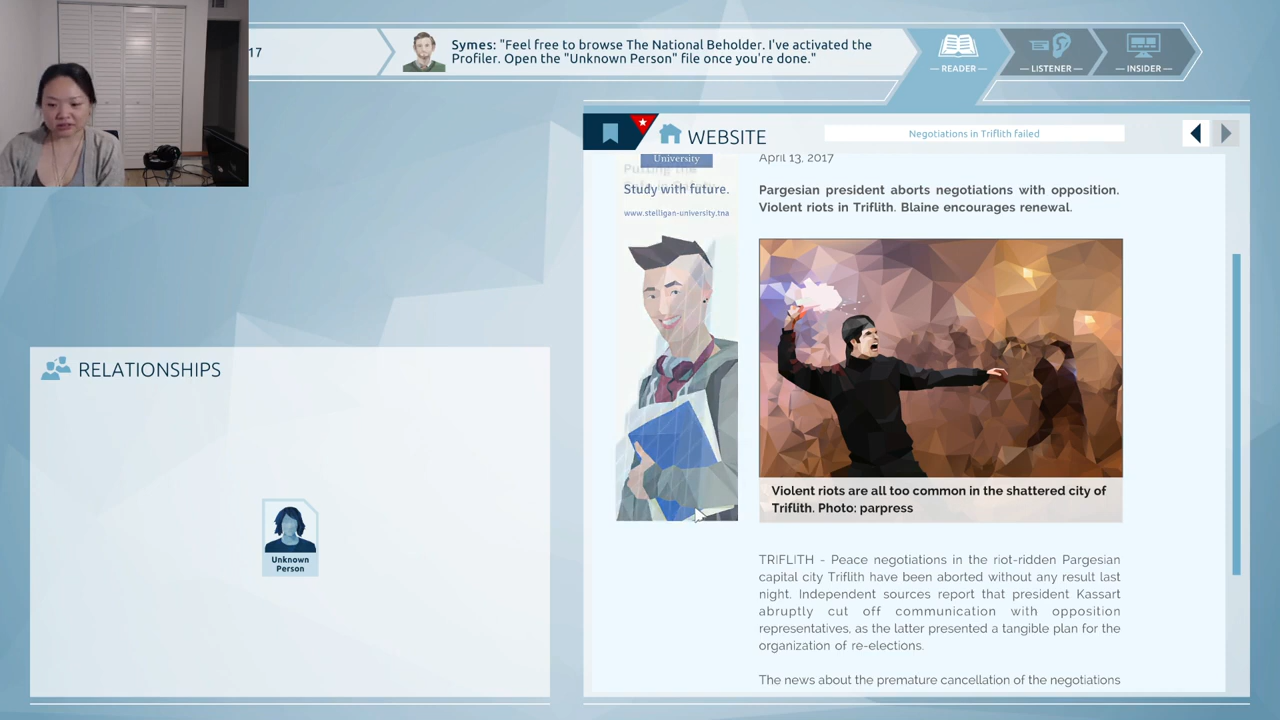 17
Symes: "Feel free to browse The National Beholder. I've activated the
Profiler. Open the "Unknown Person" file once you're done."
— READER —
— LISTENER —
— INSIDER —
WEBSITE
Negotiations in Triflith failed
University
Putting the
Study with future.
www.stelligan-university.tna
April 13, 2017
Pargesian president aborts negotiations with opposition.
Violent riots in Triflith. Blaine encourages renewal.
Violent riots are all too common in the shattered city of
Triflith. Photo: parpress
TRIFLITH - Peace negotiations in the riot-ridden Pargesian
capital city Triflith have been aborted without any result last
night. Independent sources report that president Kassart
abruptly cut off communication with opposition
representatives, as the latter presented a tangible plan for the
organization of re-elections.
The news about the premature cancellation of the negotiations
RELATIONSHIPS
Unknown
Person